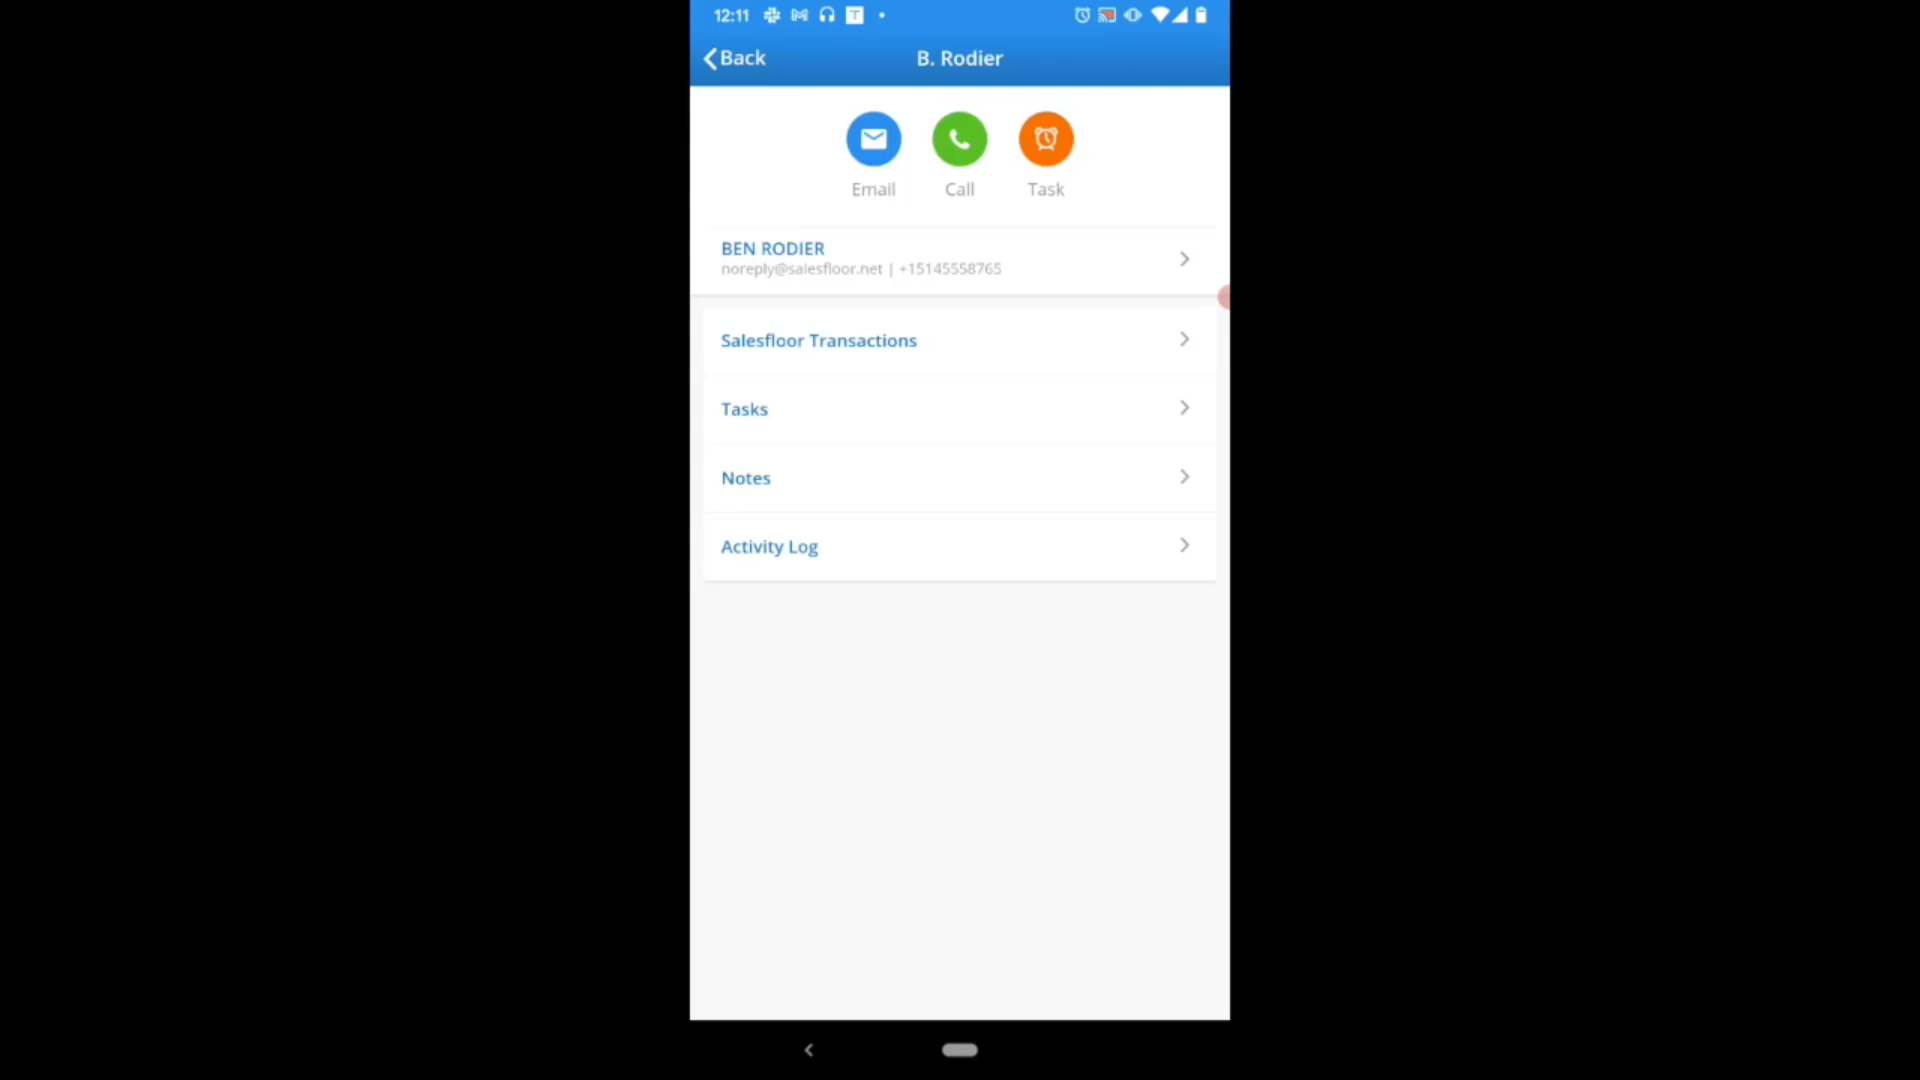 12:11
Back
B. Rodier
Email
Call
Task
BEN RODIER
noreply@salesfloor.net | +15145558765
Salesfloor Transactions
Tasks
Notes
Activity Log